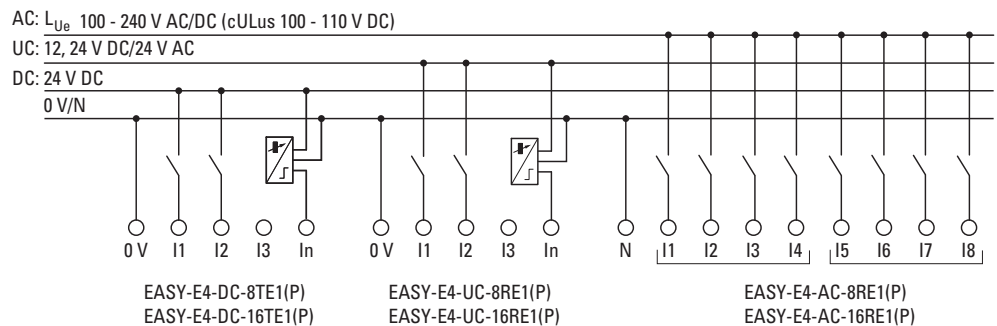 AC: LUe 100 - 240 V AC/DC (cULus 100 - 110 V DC)
UC: 12, 24 V DC/24 V AC
DC: 24 V DC
0 V/N
0 V I1 I2 I3 In 0 V I1 I2 I3 In N I1 I2 I3 I4 I5 I6 I7 I8
EASY-E4-DC-8TE1(P) EASY-E4-UC-8RE1(P) EASY-E4-AC-8RE1(P)
EASY-E4-DC-16TE1(P) EASY-E4-UC-16RE1(P) EASY-E4-AC-16RE1(P)